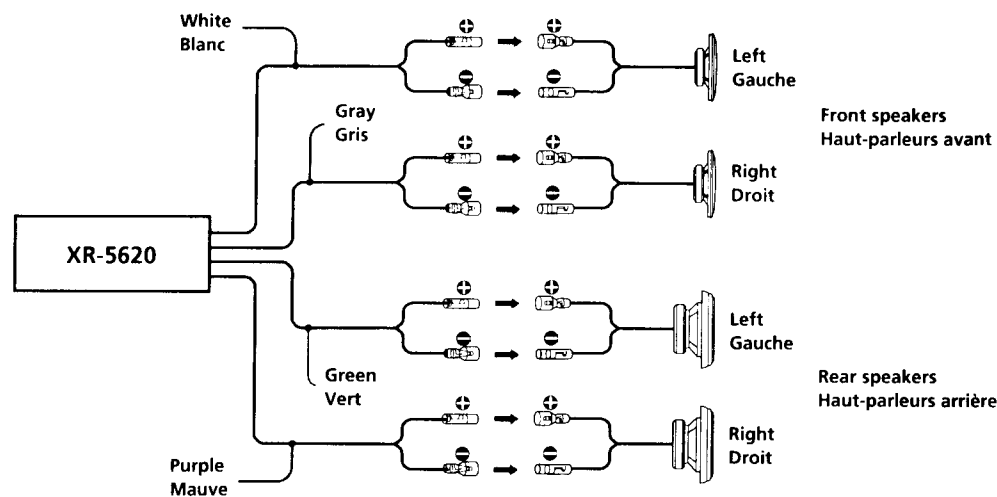 White
Blanc
Left
Gauche
Front speakers
Haut-parleurs avant
Gray
Gris
Right
Droit
XR-5620
Left
Gauche
Green
Vert
Rear speakers
Haut-parleurs arrière
Right
Droit
Purple
Mauve